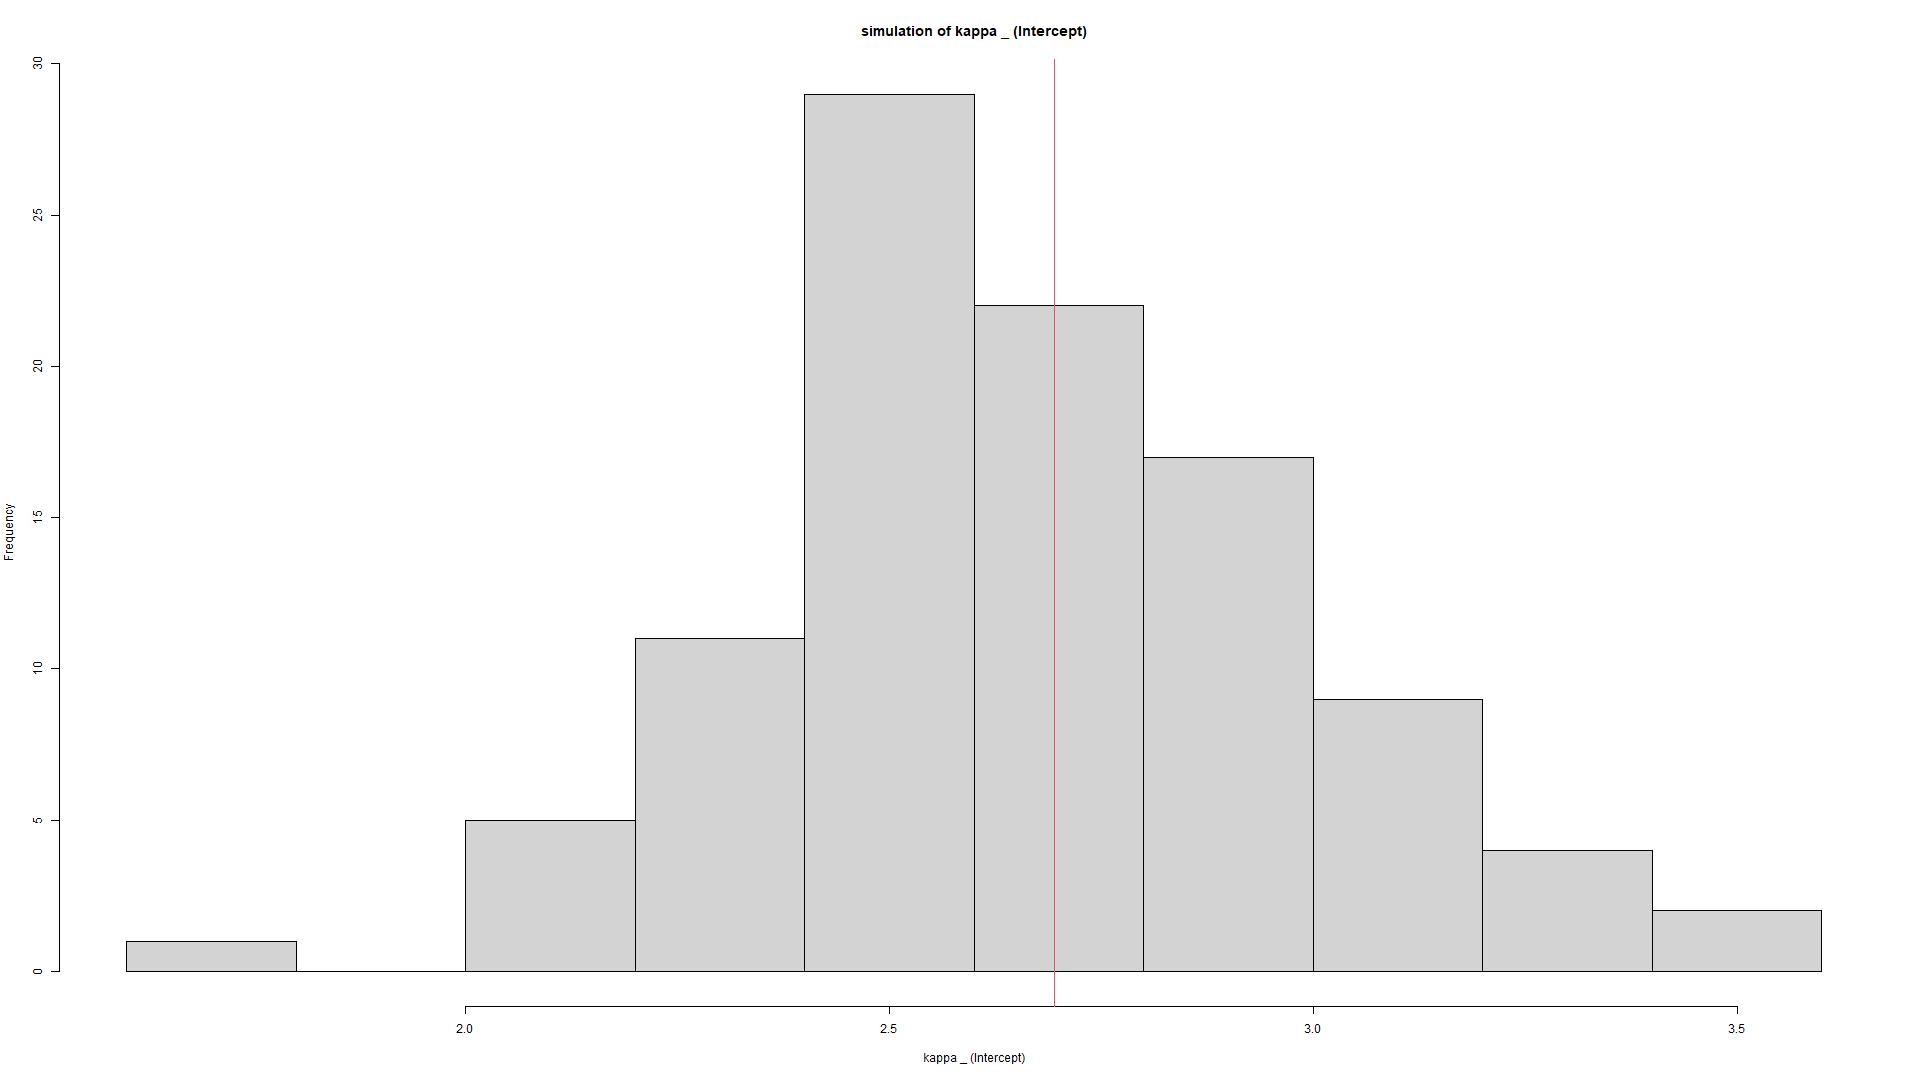 simulation of kappa _ (Intercept)
Frequency
30
25
20
15
10
5
0
2.0 2.5 3.0 3.5
kappa _ (Intercept)